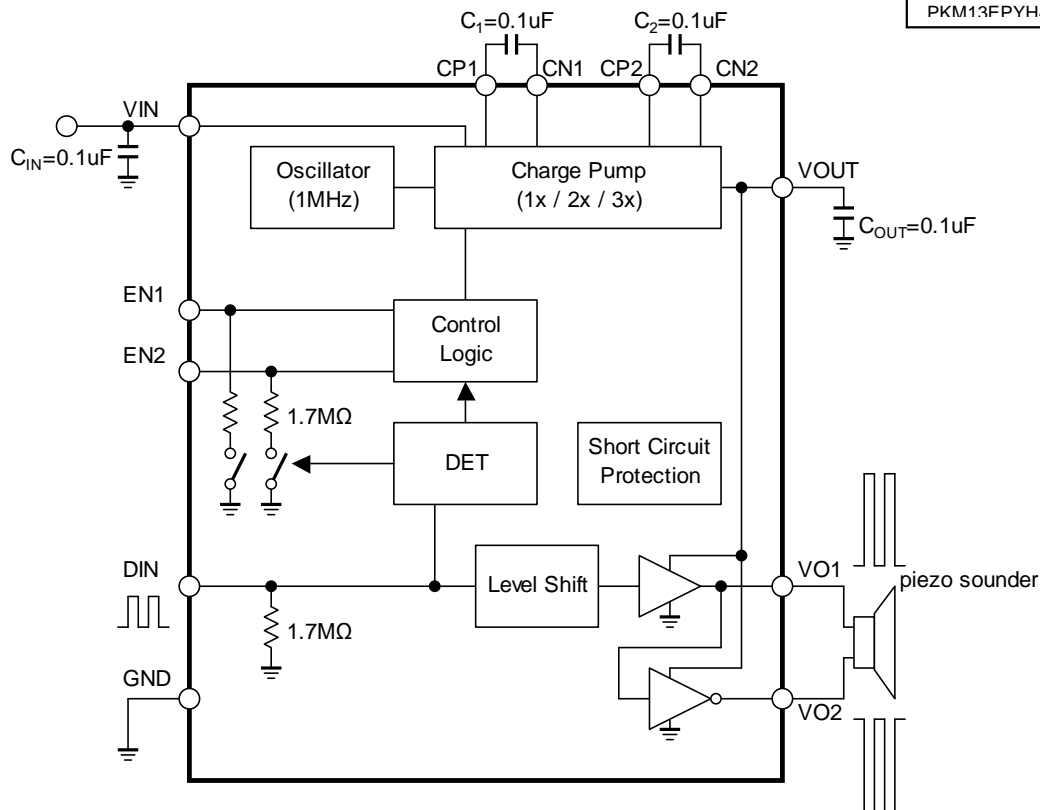 C1=0.1uF
C2=0.1uF
CP1
CN1
CP2
CN2
VIN
CIN=0.1uF
Oscillator
(1MHz)
Charge Pump
(1x / 2x / 3x)
VOUT
COUT=0.1uF
EN1
EN2
Control
Logic
1.7MΩ
DET
Short Circuit
Protection
DIN
1.7MΩ
Level Shift
VO1
piezo sounder
GND
VO2